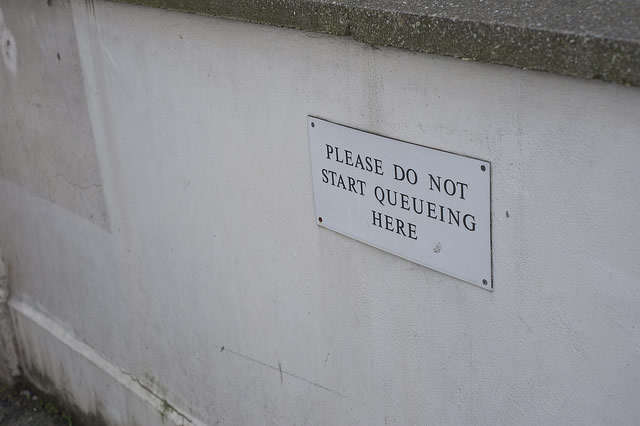 PLEASE DO NOT
START QUEUEING
HERE